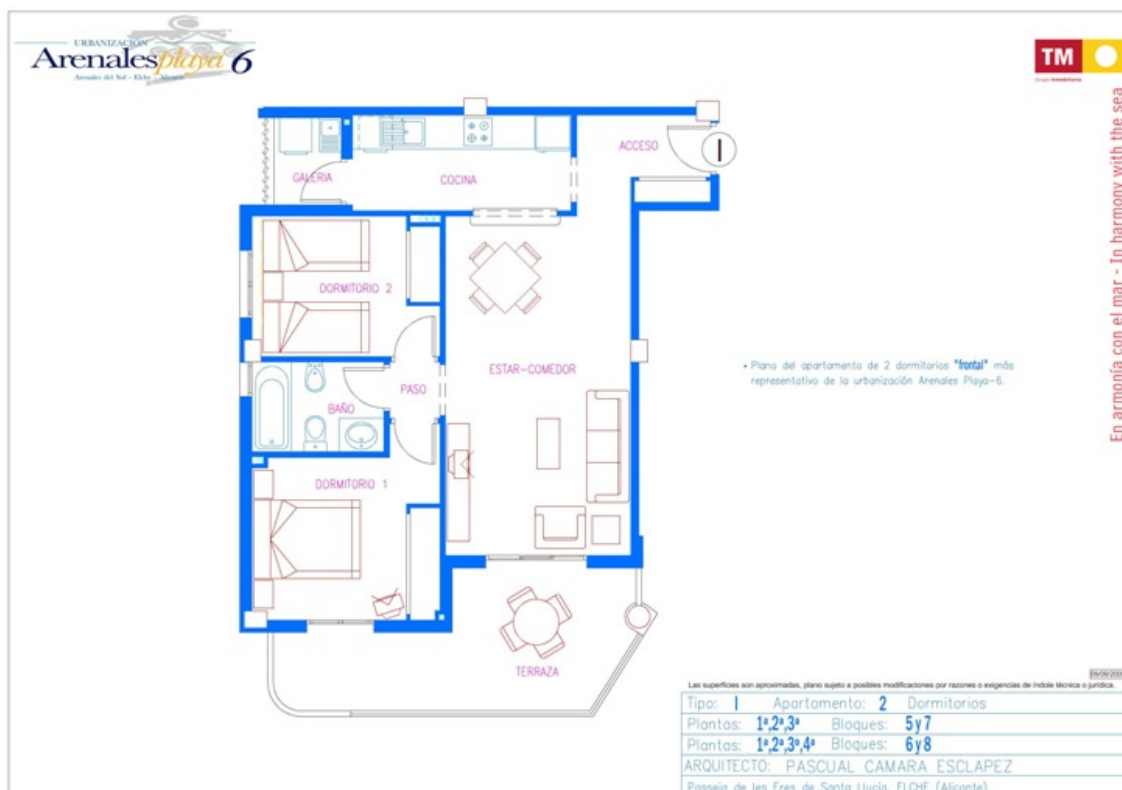 URBANIZACIÓN
Arenales playa 6
Arenales del Sol - Elche - Alicante
TM
Grupo Inmobiliario
En armonía con el mar - In harmony with the sea
ACCESO
I
GALERIA
COCINA
DORMITORIO 2
ESTAR-COMEDOR
PASO
BAÑO
DORMITORIO 1
TERRAZA
• Plano del apartamento de 2 dormitorios "frontal" más
representativo de la urbanización Arenales Playa-6.
Las superficies son aproximadas, plano sujeto a posibles modificaciones por razones o exigencias de índole técnica o jurídica.
Tipo: I Apartamento: 2 Dormitorios
Plantas: 1ª,2ª,3ª Bloques: 5 y 7
Plantas: 1ª,2ª,3ª,4ª Bloques: 6 y 8
ARQUITECTO: PASCUAL CAMARA ESCLAPEZ
Passeig de les Eres de Santa Llucia, ELCHE (Alicante)